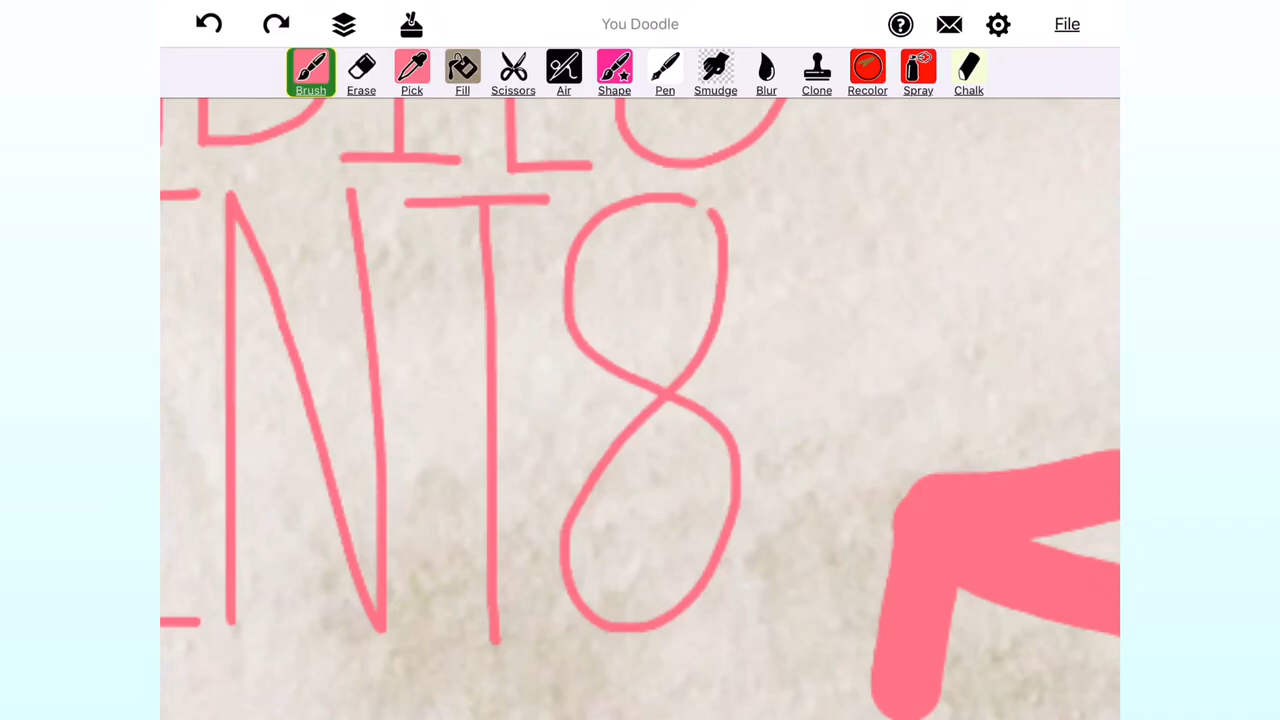 You Doodle
File
Brush Erase Pick Fill Scissors Air Shape Pen Smudge Blur Clone Recolor Spray Chalk
NT8